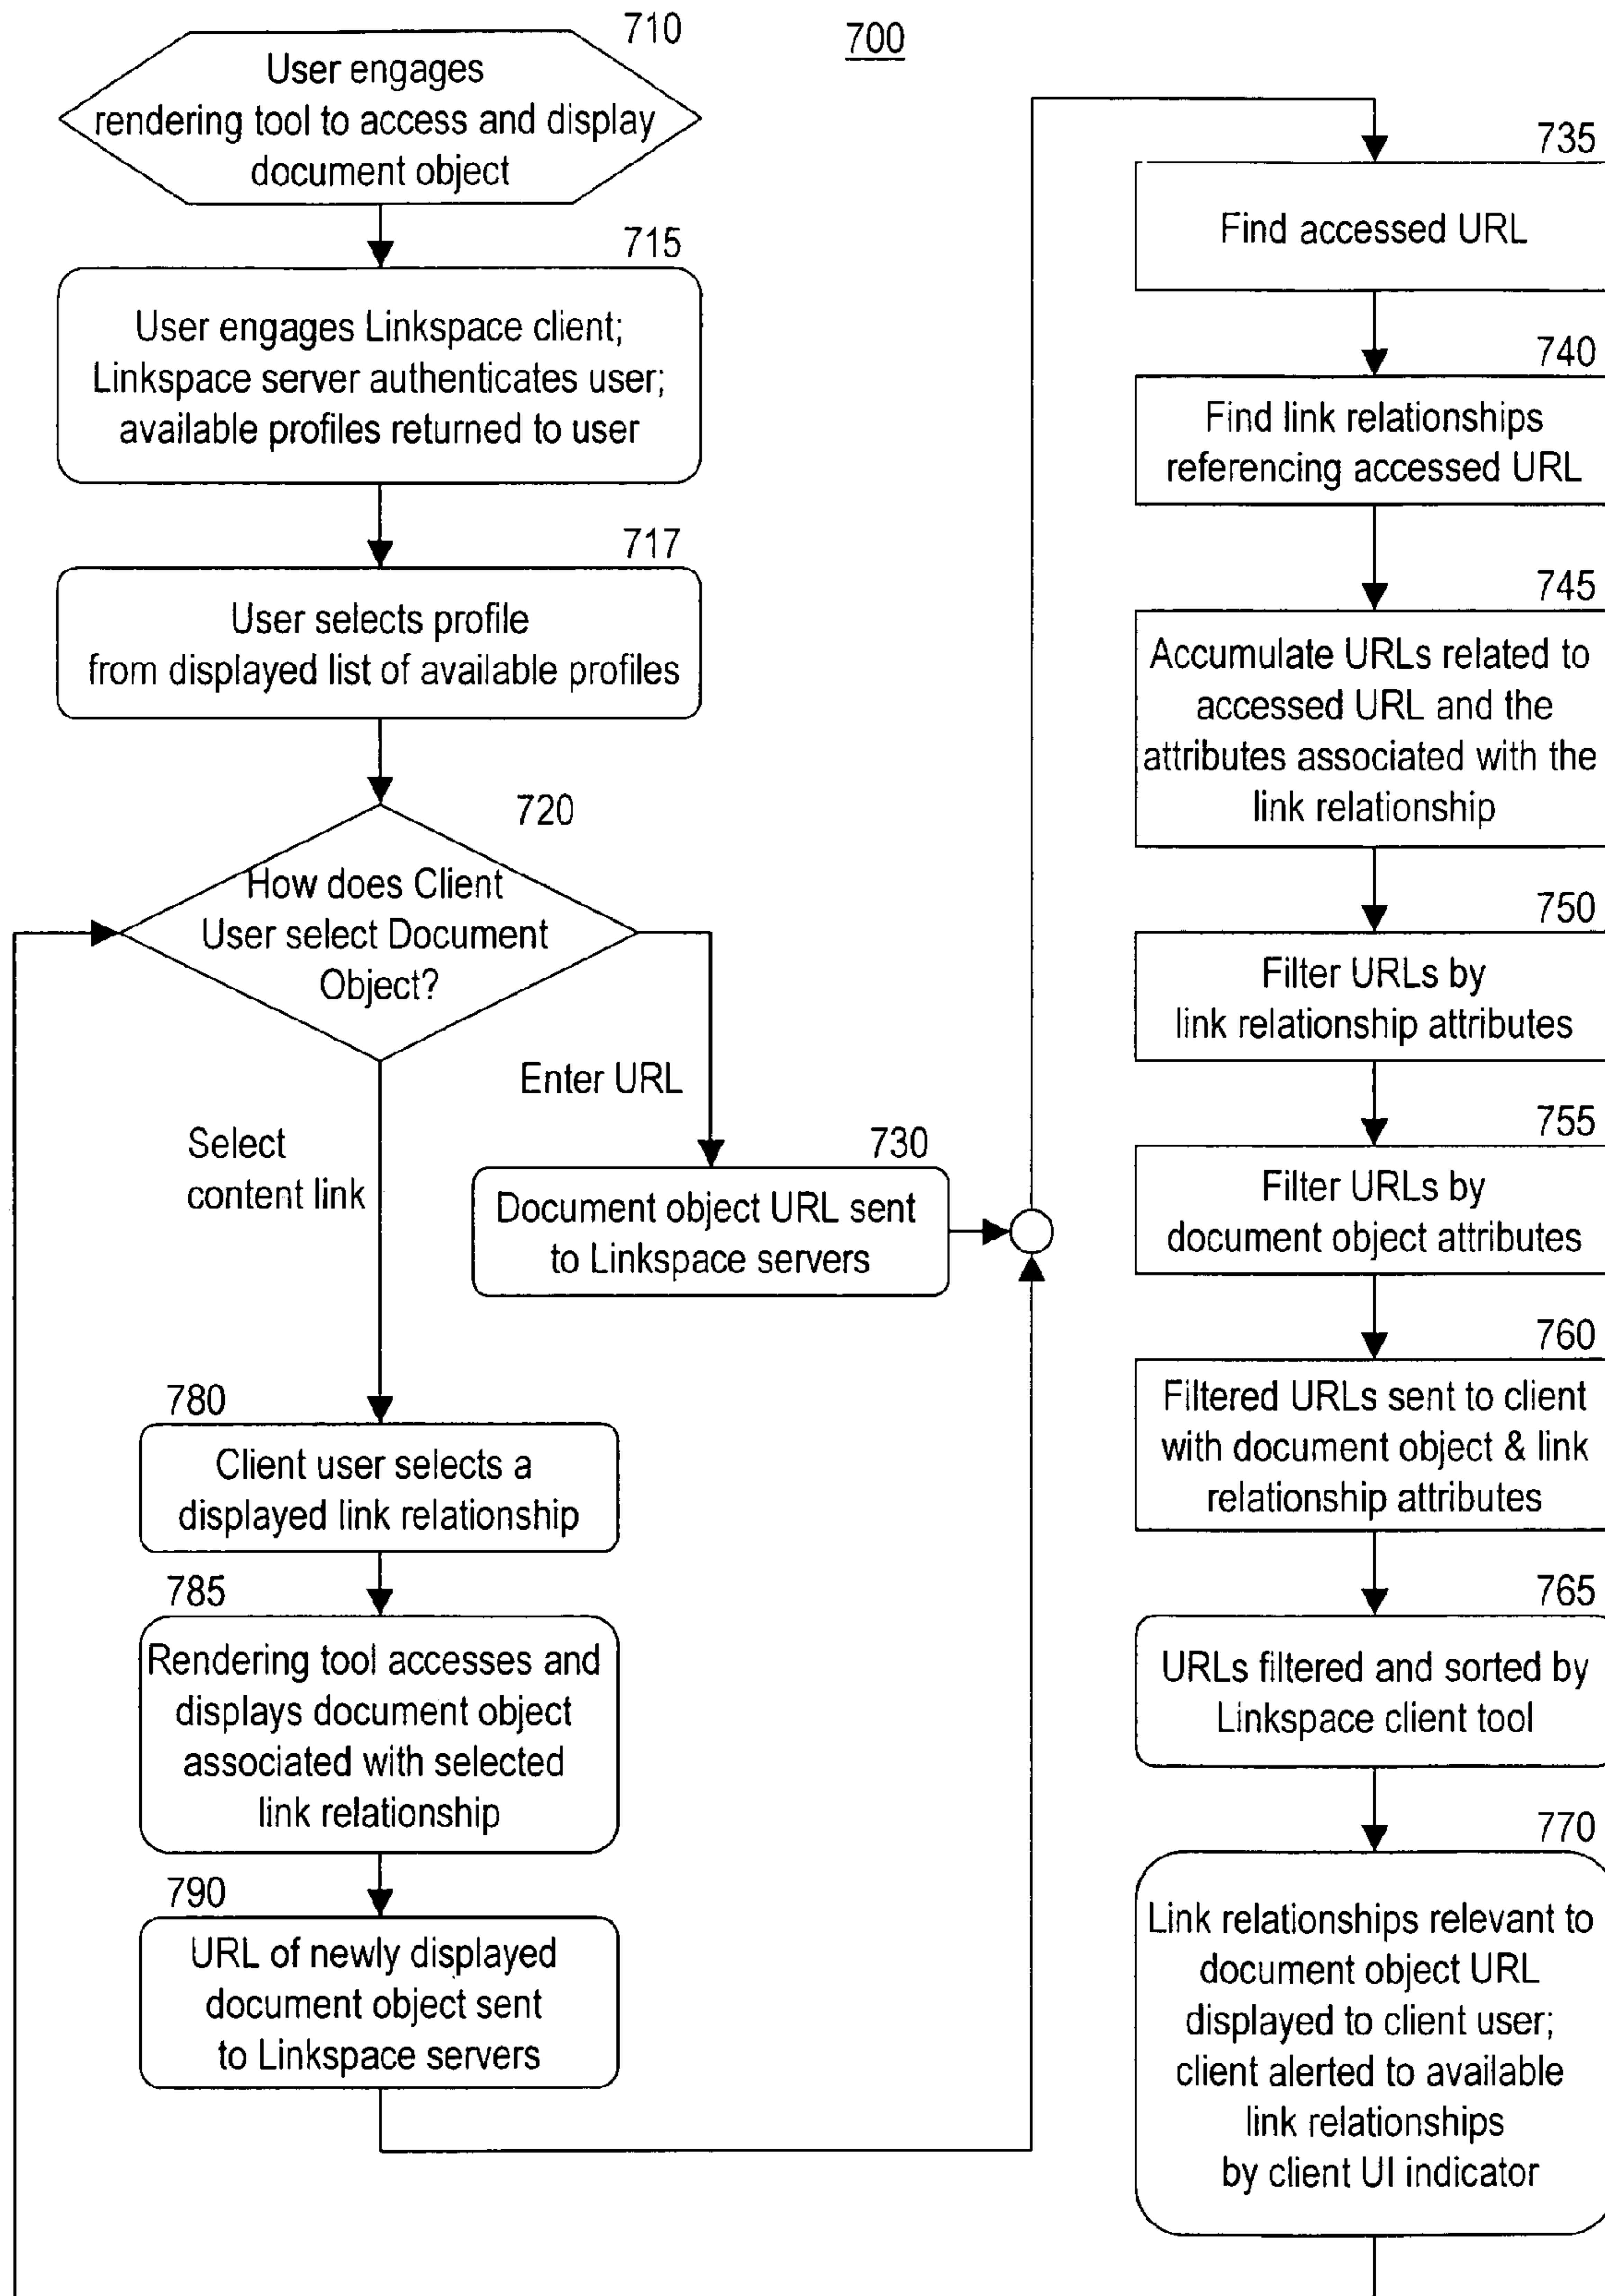 700
710
User engages
rendering tool to access and display
document object
715
User engages Linkspace client;
Linkspace server authenticates user;
available profiles returned to user
717
User selects profile
from displayed list of available profiles
720
How does Client
User select Document
Object?
Enter URL
Select
content link
730
Document object URL sent
to Linkspace servers
780
Client user selects a
displayed link relationship
785
Rendering tool accesses and
displays document object
associated with selected
link relationship
790
URL of newly displayed
document object sent
to Linkspace servers
735
Find accessed URL
740
Find link relationships
referencing accessed URL
745
Accumulate URLs related to
accessed URL and the
attributes associated with the
link relationship
750
Filter URLs by
link relationship attributes
755
Filter URLs by
document object attributes
760
Filtered URLs sent to client
with document object & link
relationship attributes
765
URLs filtered and sorted by
Linkspace client tool
770
Link relationships relevant to
document object URL
displayed to client user;
client alerted to available
link relationships
by client UI indicator